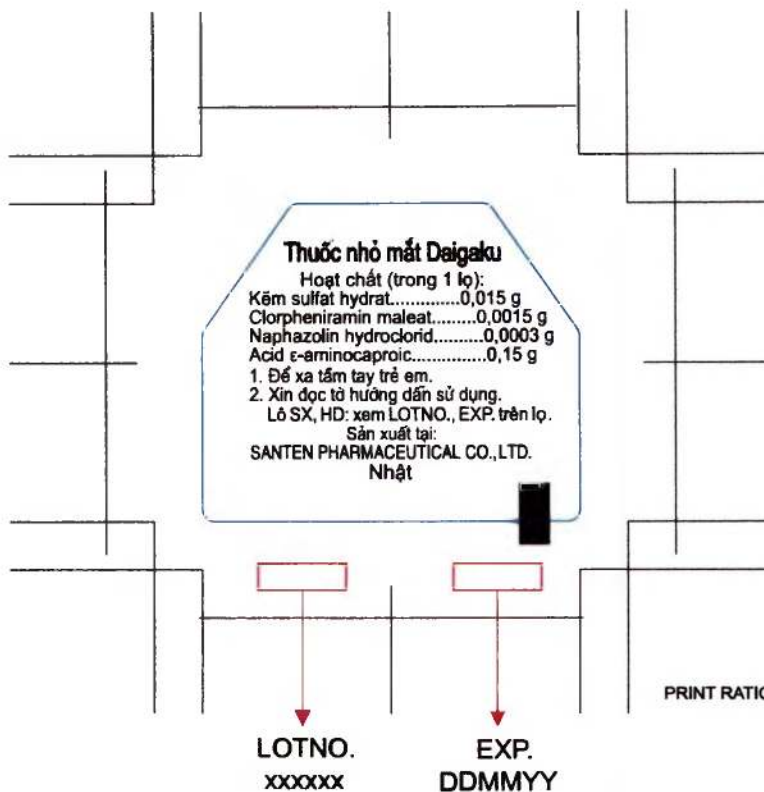 Thuốc nhỏ mắt Daigaku
Hoạt chất (trong 1 lọ):
Kẽm sulfat hydrat.............0,015 g
Clorpheniramin maleat........0,0015 g
Naphazolin hydroclorid..........0,0003 g
Acid ε-aminocaproic...............0,15 g
1. Để xa tầm tay trẻ em.
2. Xin đọc tờ hướng dẫn sử dụng.
Lô SX, HD: xem LOTNO., EXP. trên lọ.
Sản xuất tại:
SANTEN PHARMACEUTICAL CO.,LTD.
Nhật
PRINT RATIO
LOTNO. EXP.
xxxxxx DDMMYY